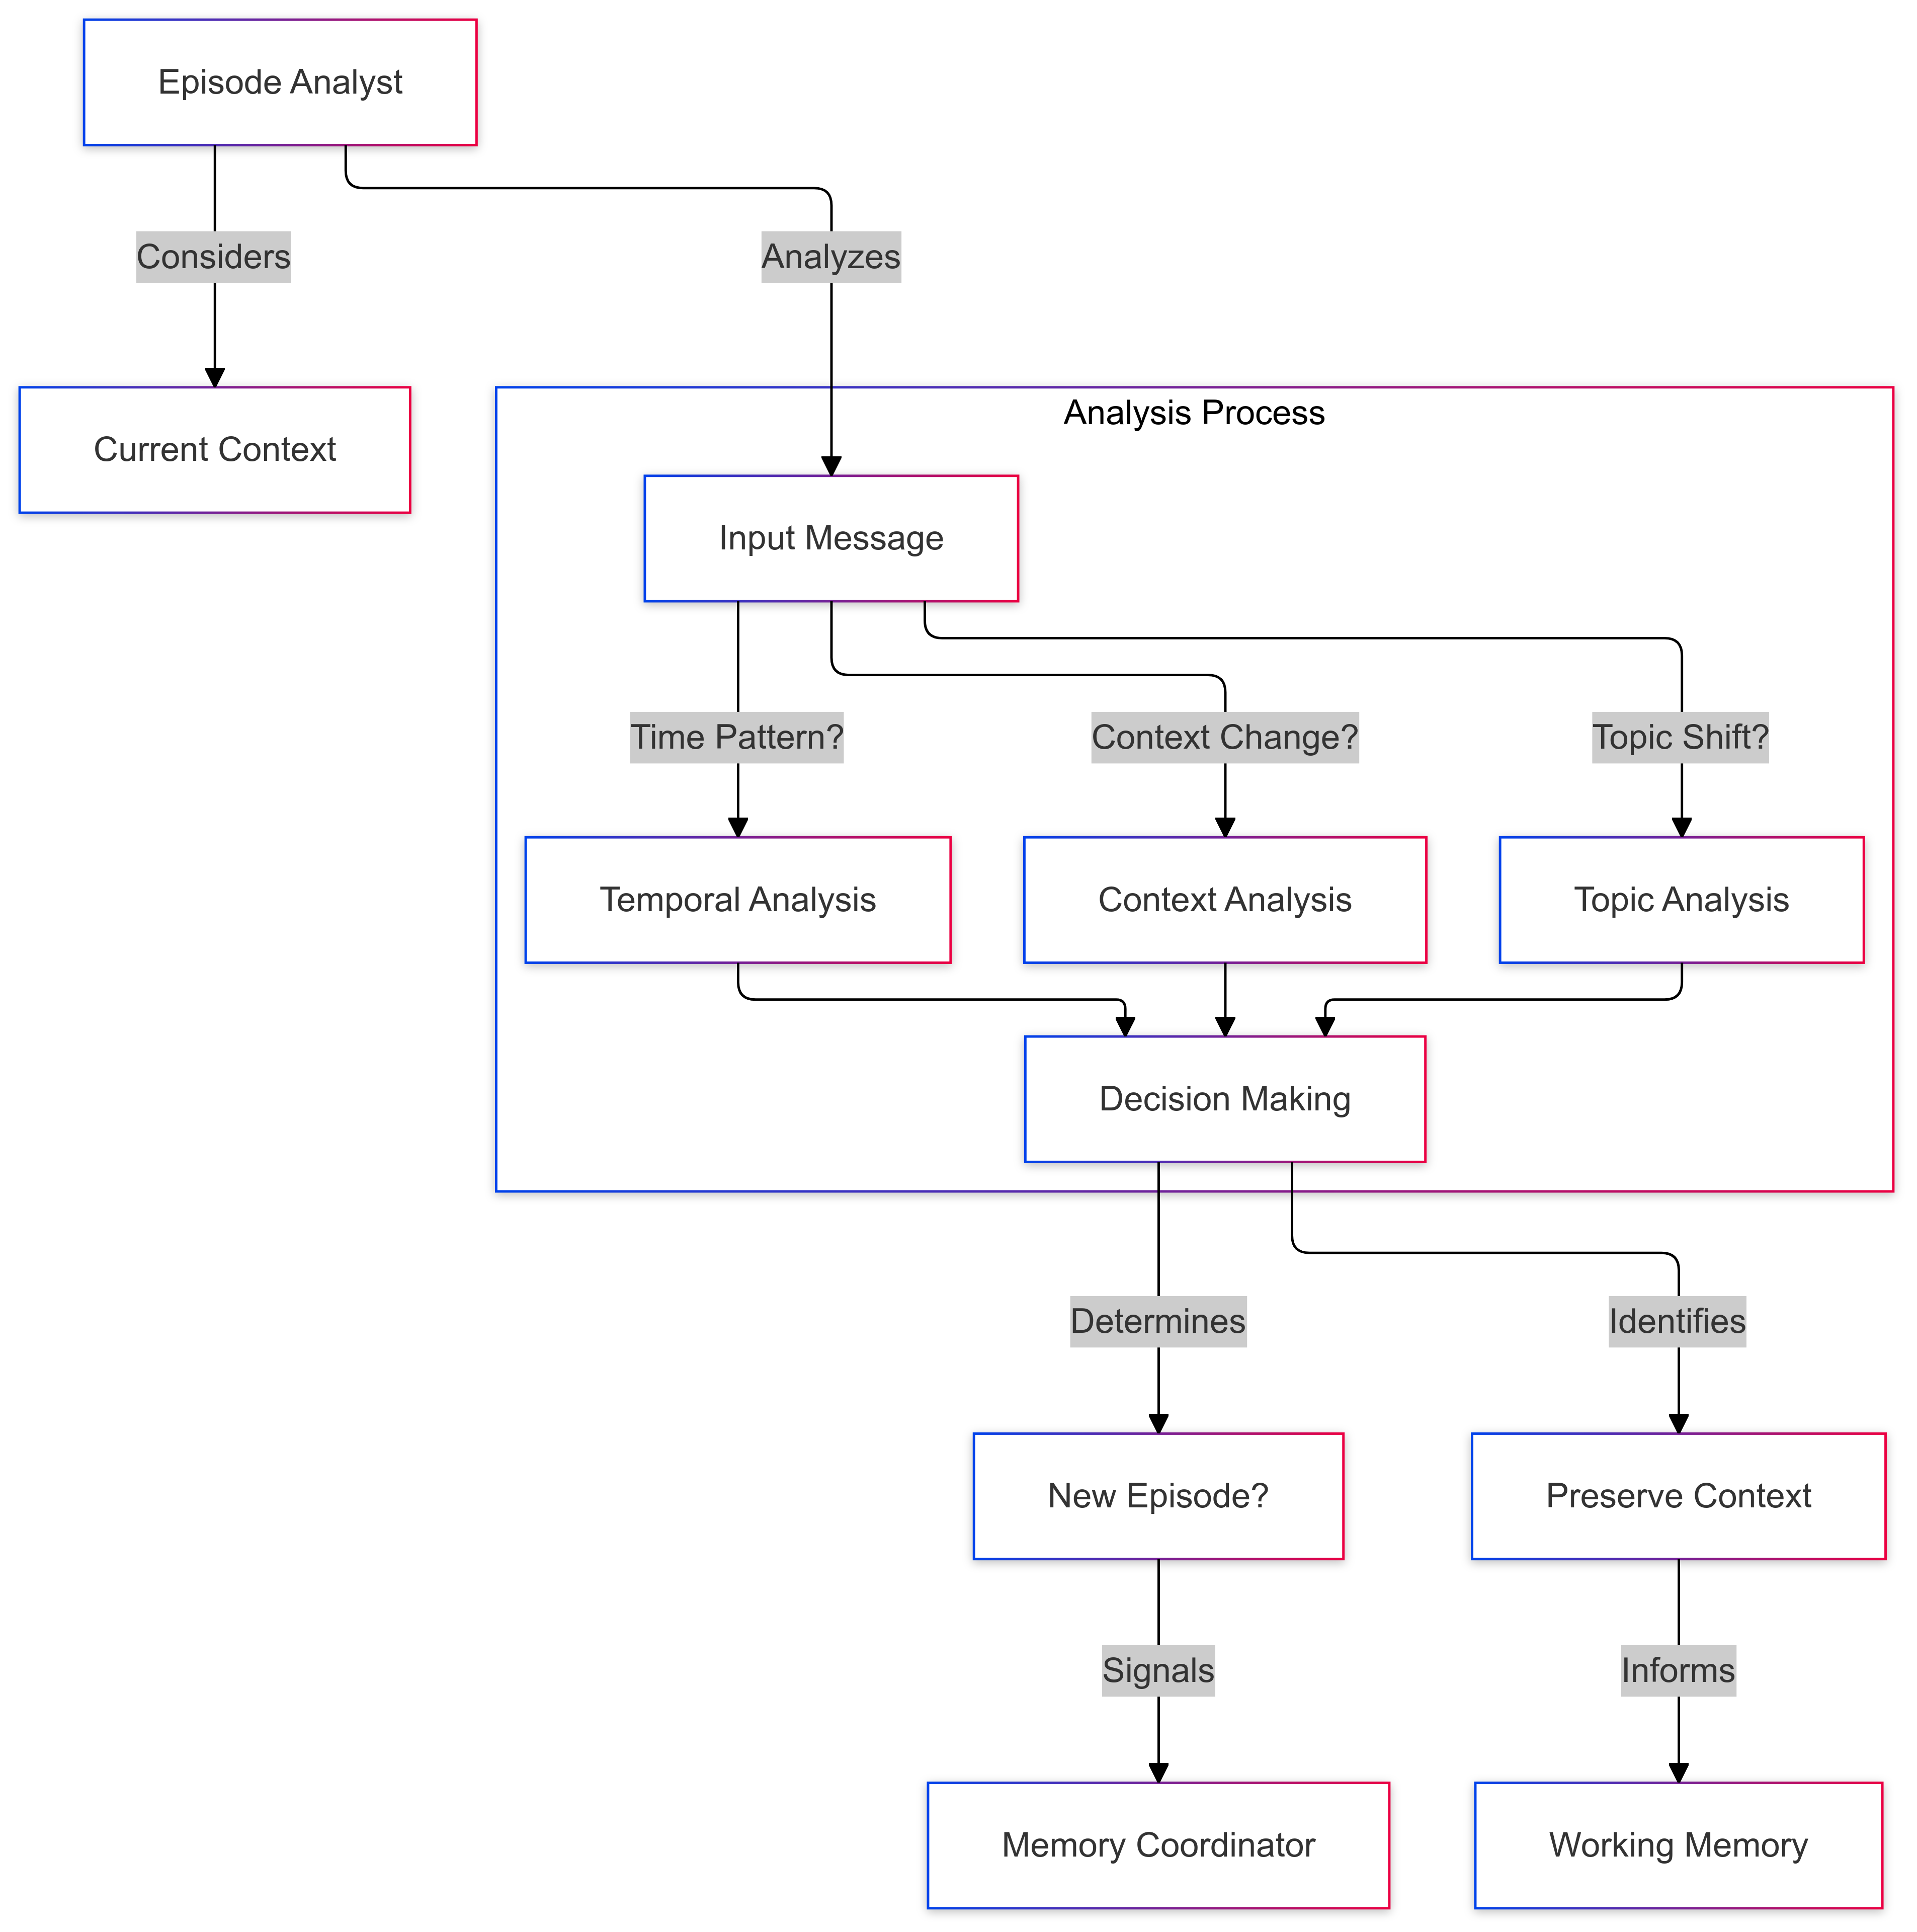 Episode Analyst
Considers
Analyzes
Current Context
Analysis Process
Input Message
Time Pattern?
Context Change?
Topic Shift?
Temporal Analysis
Context Analysis
Topic Analysis
Decision Making
Determines
Identifies
New Episode?
Preserve Context
Signals
Informs
Memory Coordinator
Working Memory